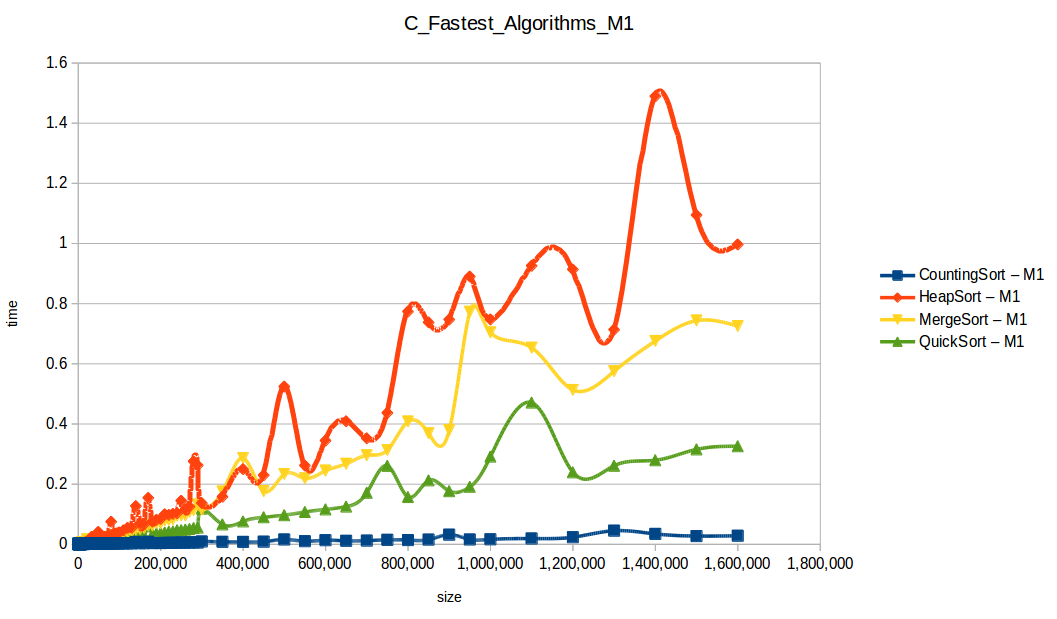 C_Fastest_Algorithms_M1
1.6
1.4
1.2
1
0.8
0.6
0.4
0.2
0
time
0 200,000 400,000 600,000 800,000 1,000,000 1,200,000 1,400,000 1,600,000 1,800,000
size
CountingSort – M1
HeapSort – M1
MergeSort – M1
QuickSort – M1